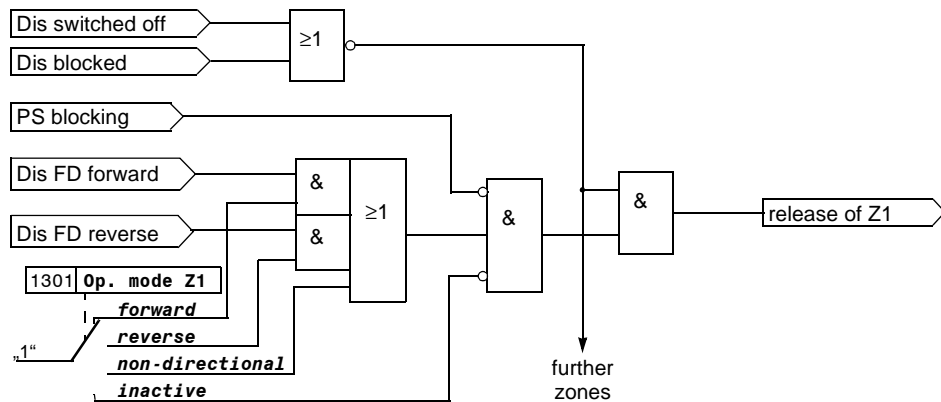 Dis switched off
≥1
Dis blocked
PS blocking
Dis FD forward
&
≥1
&
&
release of Z1
Dis FD reverse
&
1301 Op. mode Z1
forward
„1“
reverse
non-directional
inactive
further
zones